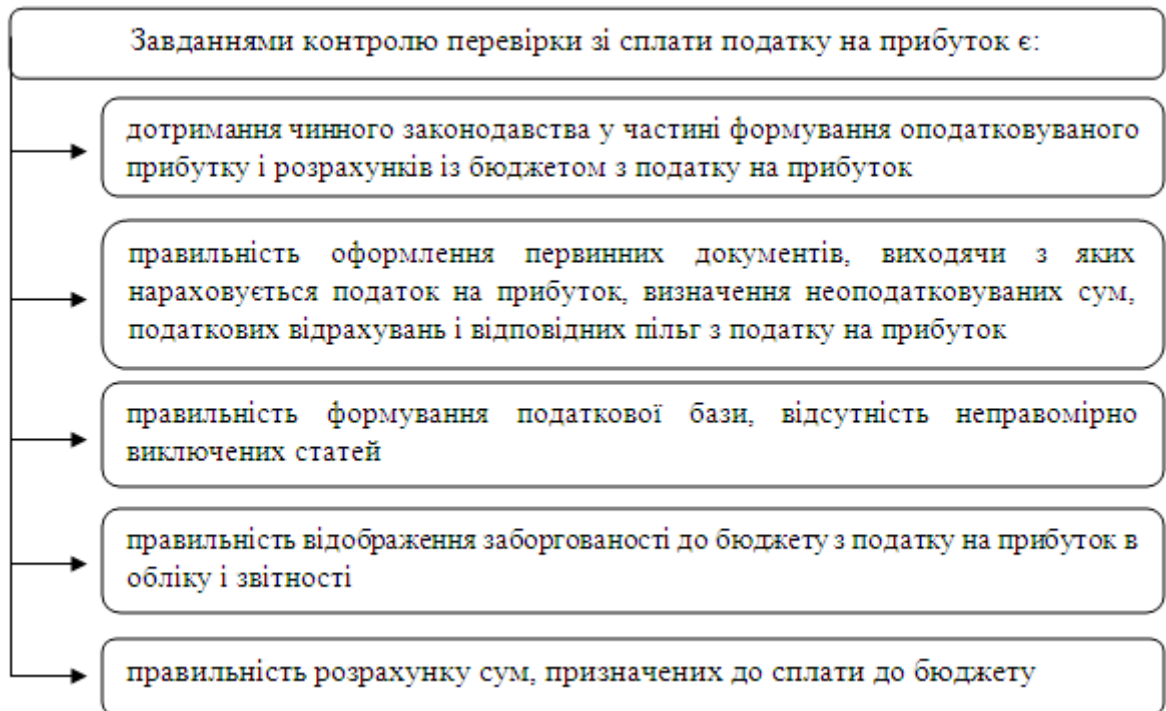 Завданнями контролю перевірки зі сплати податку на прибуток є:
дотримання чинного законодавства у частині формування оподатковуваного
прибутку і розрахунків із бюджетом з податку на прибуток
правильність оформлення первинних документів, виходячи з яких
нараховується податок на прибуток, визначення неоподатковуваних сум,
податкових відрахувань і відповідних пільг з податку на прибуток
правильність формування податкової бази, відсутність неправомірно
виключених статей
правильність відображення заборгованості до бюджету з податку на прибуток в
обліку і звітності
правильність розрахунку сум, призначених до сплати до бюджету